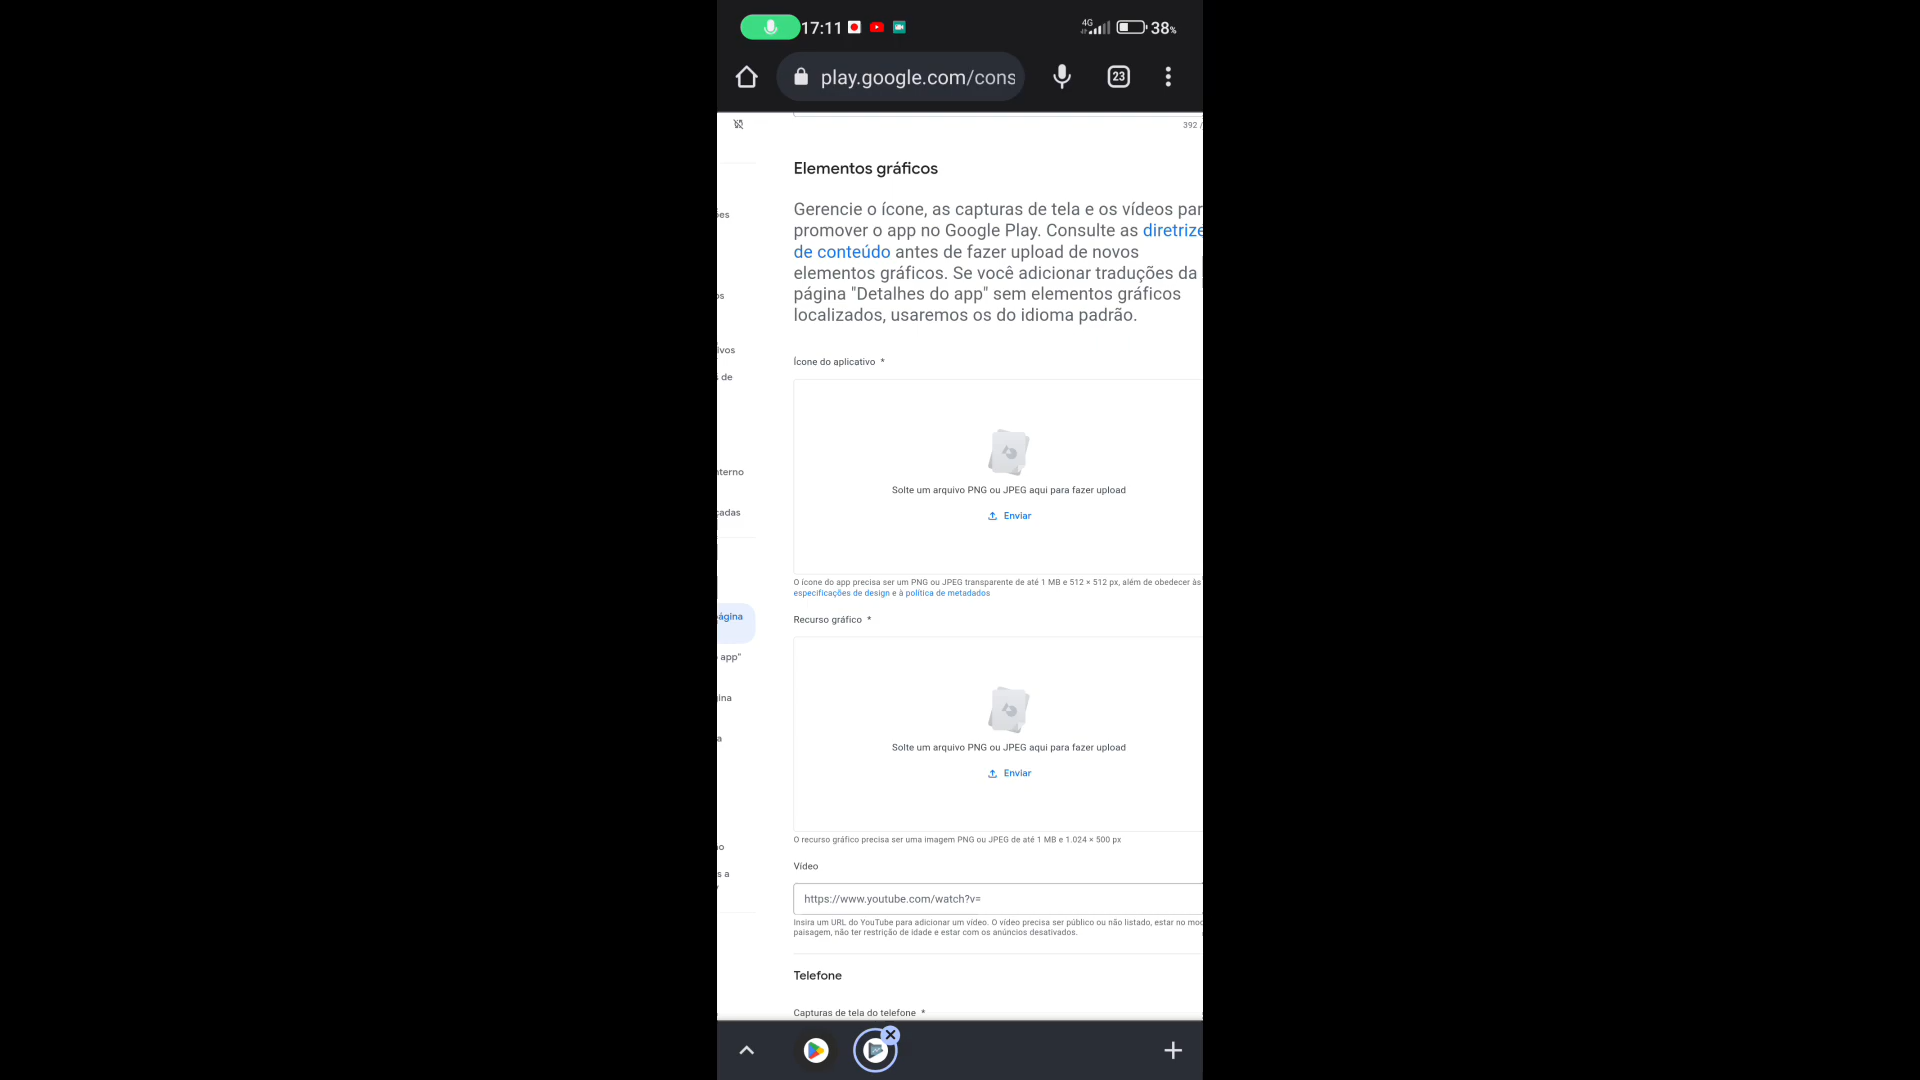 17:11
4G
38%
play.google.com/cons
23
392 /
Elementos gráficos
Gerencie o ícone, as capturas de tela e os vídeos par
promover o app no Google Play. Consulte as diretrize
de conteúdo antes de fazer upload de novos
elementos gráficos. Se você adicionar traduções da
página "Detalhes do app" sem elementos gráficos
localizados, usaremos os do idioma padrão.
ivos
de
nterno
cadas
ágina
app"
Ícone do aplicativo *
Solte um arquivo PNG ou JPEG aqui para fazer upload
Enviar
O ícone do app precisa ser um PNG ou JPEG transparente de até 1 MB e 512 × 512 px, além de obedecer às
especificações de design e à política de metadados
Recurso gráfico *
Solte um arquivo PNG ou JPEG aqui para fazer upload
Enviar
O recurso gráfico precisa ser uma imagem PNG ou JPEG de até 1 MB e 1.024 × 500 px
Vídeo
https://www.youtube.com/watch?v=
Insira um URL do YouTube para adicionar um vídeo. O vídeo precisa ser público ou não listado, estar no mod
paisagem, não ter restrição de idade e estar com os anúncios desativados.
Telefone
Capturas de tela do telefone *